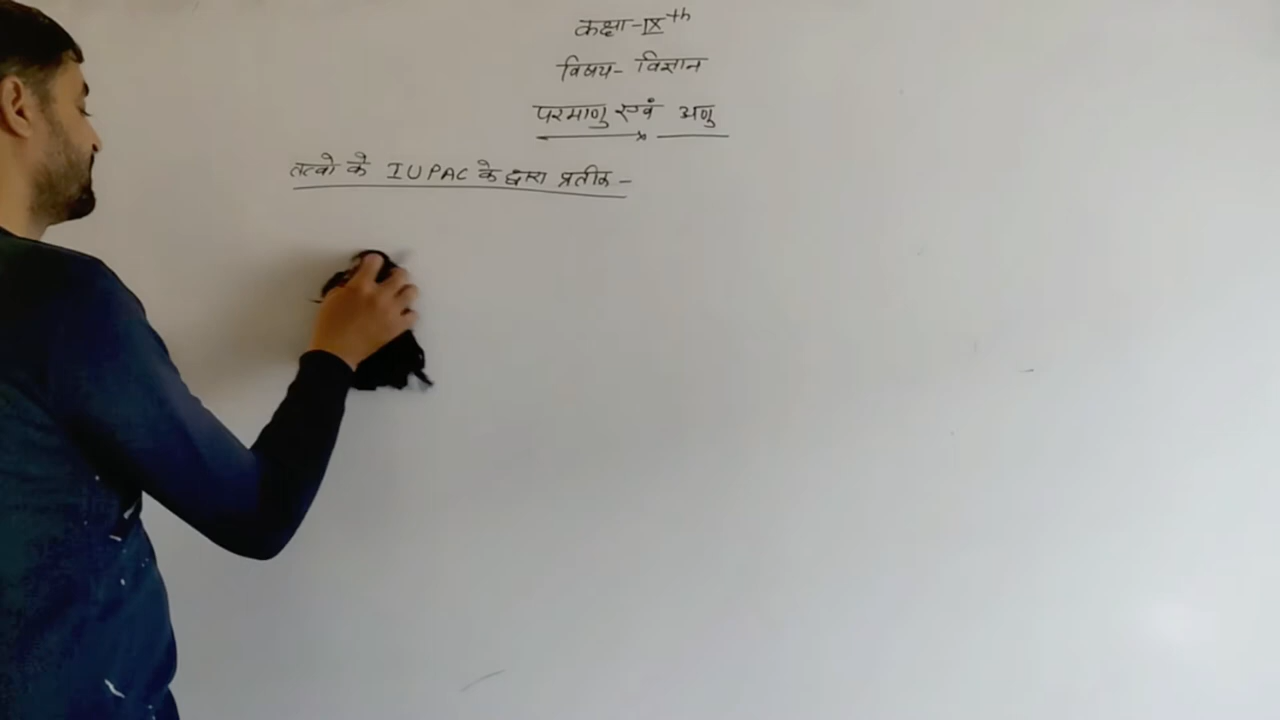 कक्षा-IXth
विषय- विज्ञान
परमाणु एवं अणु
तत्वो के IUPAC के द्वारा प्रतीक-